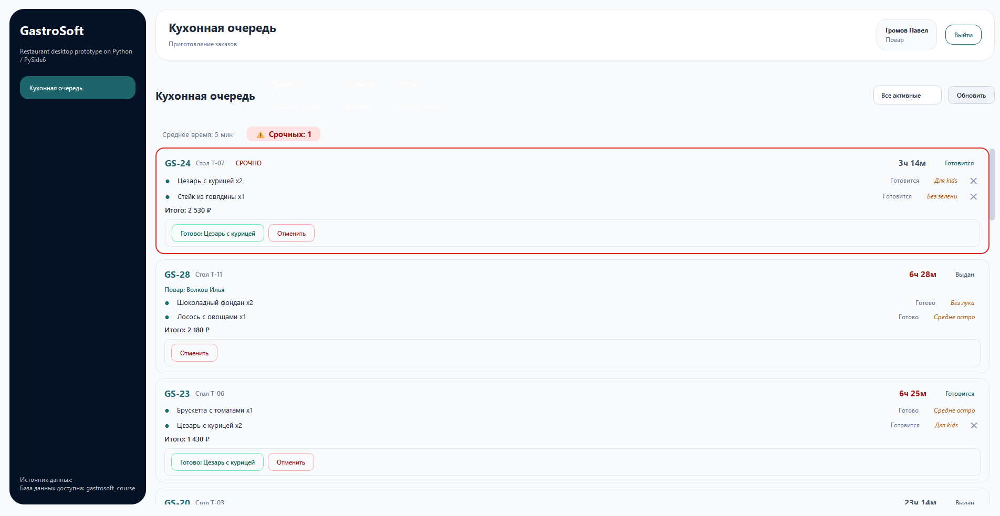 GastroSoft
Restaurant desktop prototype on Python
/ PySide6
Кухонная очередь
Источник данных:
База данных доступна: gastrosoft_course
Кухонная очередь
Приготовление заказов
Громов Павел
Повар
Выйти
Кухонная очередь
Все активные
Обновить
Среднее время: 5 мин
Срочных: 1
GS-24 Стол T-07 СРОЧНО 3ч 14м Готовится
Цезарь с курицей x2 Готовится Для kids
Стейк из говядины x1 Готовится Без зелени
Итого: 2 530 ₽
Готово: Цезарь с курицей Отменить
GS-28 Стол T-11 6ч 28м Выдан
Повар: Волков Илья
Шоколадный фондан x2 Готово Без лука
Лосось с овощами x1 Готово Средне остро
Итого: 2 180 ₽
Отменить
GS-23 Стол T-06 6ч 25м Готовится
Брускетта с томатами x1 Готово Средне остро
Цезарь с курицей x2 Готовится Для kids
Итого: 1 430 ₽
Готово: Цезарь с курицей Отменить
GS-20 Стол T-03 23ч 14м Выдан